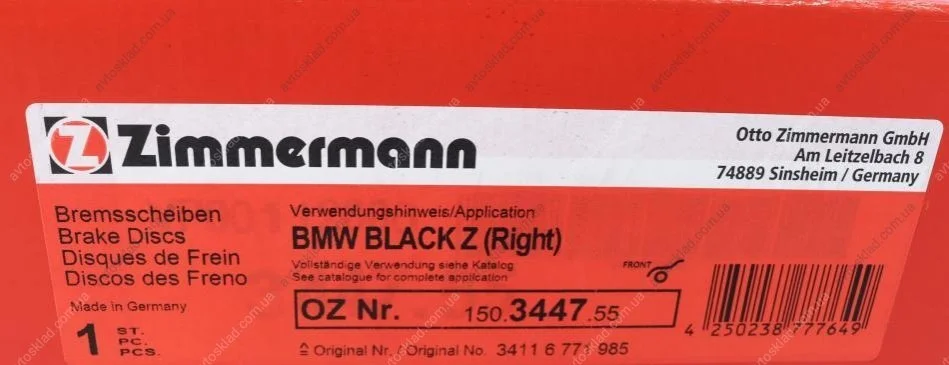 Z Zimmermann
Otto Zimmermann GmbH
Am Leitzelbach 8
74889 Sinsheim / Germany
Bremsscheiben
Brake Discs
Disques de Frein
Discos des Freno
Made in Germany
1 ST.
PC.
PCS.
Verwendungshinweis/Application
BMW BLACK Z (Right)
Vollständige Verwendung siehe Katalog
See catalogue for complete application
FRONT
OZ Nr. 150.3447.55
≙ Original Nr. / Original No. 3411 6 771 985
4 250238 777649
avtosklad.com.ua